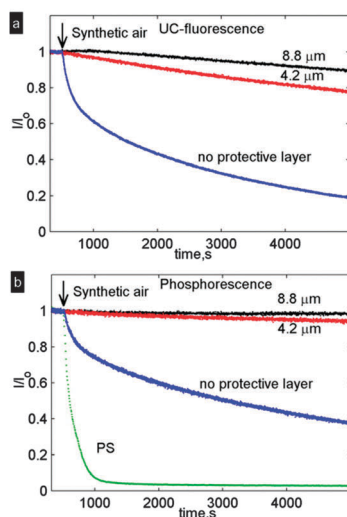 a
UC-fluorescence
Synthetic air
8.8 μm
4.2 μm
no protective layer
I/Io
1
0.8
0.6
0.4
0.2
0
1000 2000 3000 4000
time,s
b
Phosphorescence
Synthetic air
8.8 μm
4.2 μm
no protective layer
PS
I/Io
1
0.8
0.6
0.4
0.2
0
1000 2000 3000 4000
time,s